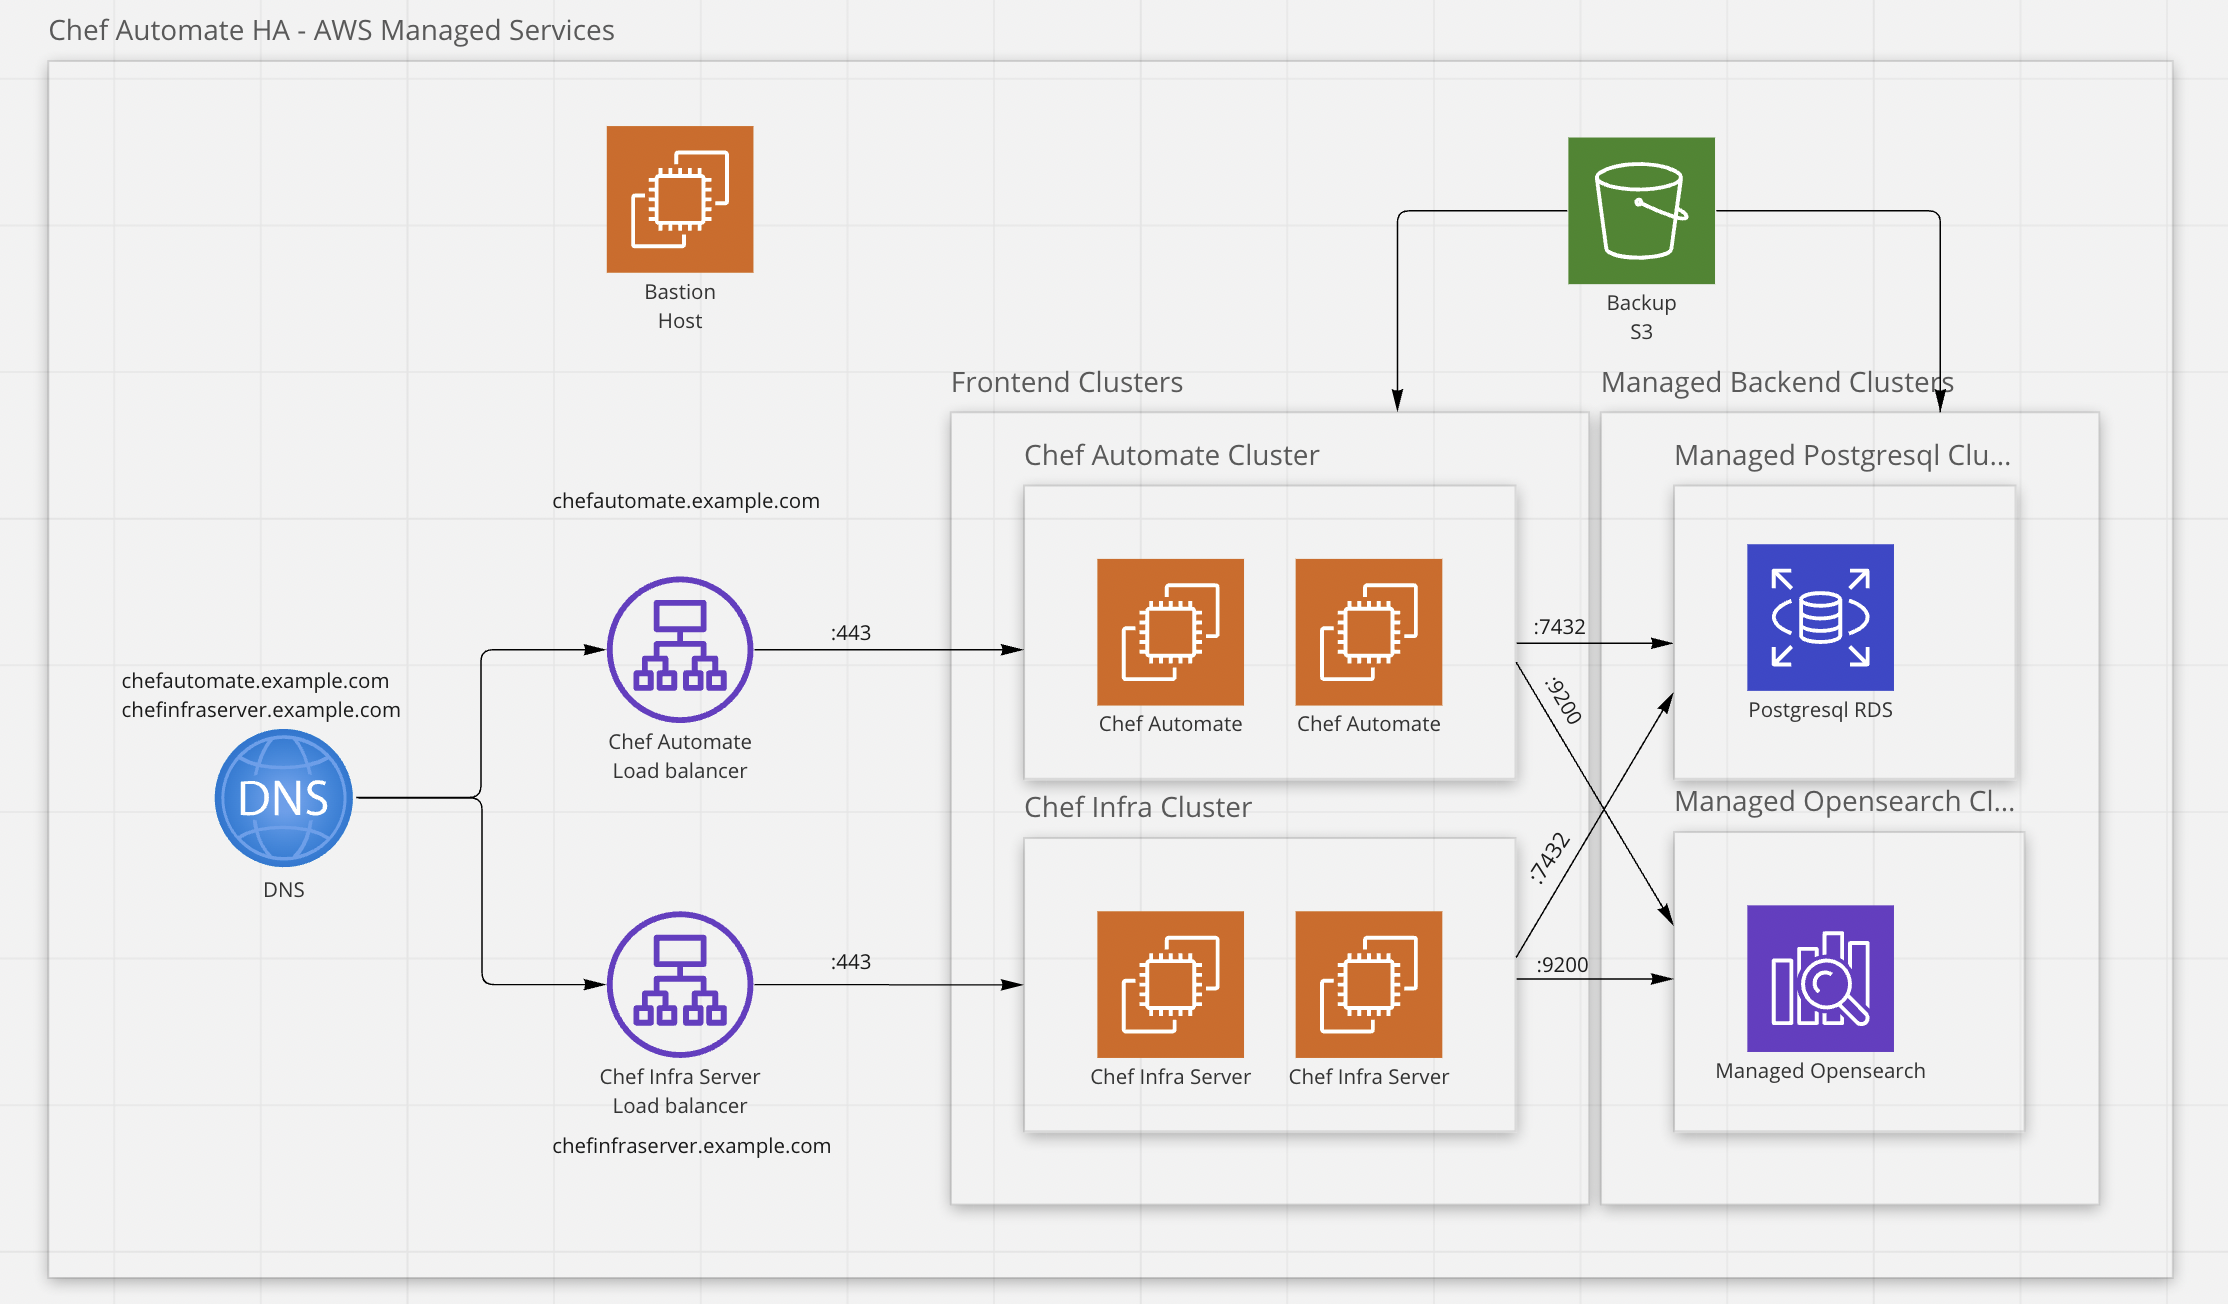 Chef Automate HA - AWS Managed Services
Bastion
Host
Backup
S3
Frontend Clusters
Managed Backend Clusters
Chef Automate Cluster
Managed Postgresql Clu...
chefautomate.example.com
chefautomate.example.com
chefinfraserver.example.com
DNS
DNS
Chef Automate
Load balancer
:443
Chef Automate
Chef Automate
:7432
:9200
Postgresql RDS
Chef Infra Cluster
Managed Opensearch Cl...
:443
Chef Infra Server
Load balancer
chefinfraserver.example.com
Chef Infra Server
Chef Infra Server
:7432
:9200
Managed Opensearch